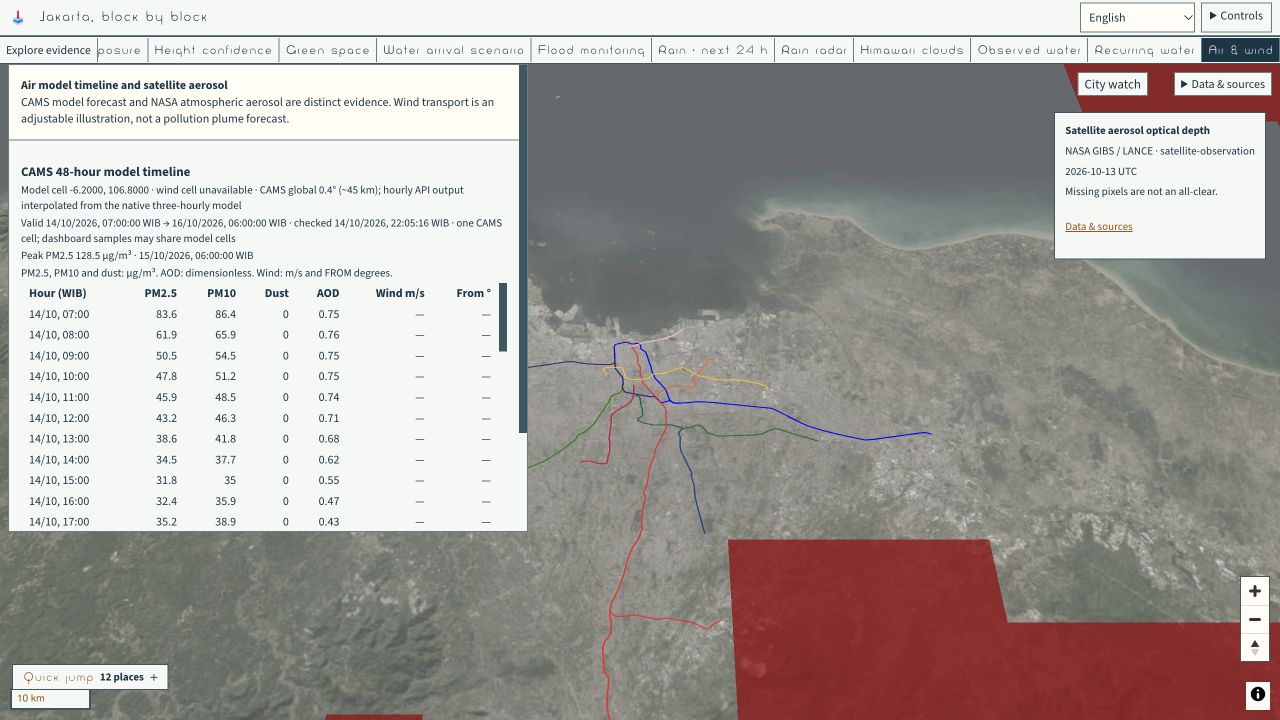 Jakarta, block by block
English
Controls
Explore evidence
posure
Height confidence
Green space
Water arrival scenario
Flood monitoring
Rain · next 24 h
Rain radar
Himawari clouds
Observed water
Recurring water
Air & wind
Air model timeline and satellite aerosol
CAMS model forecast and NASA atmospheric aerosol are distinct evidence. Wind transport is an
adjustable illustration, not a pollution plume forecast.
CAMS 48-hour model timeline
Model cell -6.2000, 106.8000 · wind cell unavailable · CAMS global 0.4° (~45 km); hourly API output
interpolated from the native three-hourly model
Valid 14/10/2026, 07:00:00 WIB → 16/10/2026, 06:00:00 WIB · checked 14/10/2026, 22:05:16 WIB · one CAMS
cell; dashboard samples may share model cells
Peak PM2.5 128.5 µg/m³ · 15/10/2026, 06:00:00 WIB
PM2.5, PM10 and dust: µg/m³. AOD: dimensionless. Wind: m/s and FROM degrees.
Hour (WIB) PM2.5 PM10 Dust AOD Wind m/s From °
14/10, 07:00 83.6 86.4 0 0.75 — —
14/10, 08:00 61.9 65.9 0 0.76 — —
14/10, 09:00 50.5 54.5 0 0.75 — —
14/10, 10:00 47.8 51.2 0 0.75 — —
14/10, 11:00 45.9 48.5 0 0.74 — —
14/10, 12:00 43.2 46.3 0 0.71 — —
14/10, 13:00 38.6 41.8 0 0.68 — —
14/10, 14:00 34.5 37.7 0 0.62 — —
14/10, 15:00 31.8 35 0 0.55 — —
14/10, 16:00 32.4 35.9 0 0.47 — —
14/10, 17:00 35.2 38.9 0 0.43 — —
City watch
Data & sources
Satellite aerosol optical depth
NASA GIBS / LANCE · satellite-observation
2026-10-13 UTC
Missing pixels are not an all-clear.
Data & sources
Quick jump 12 places +
10 km